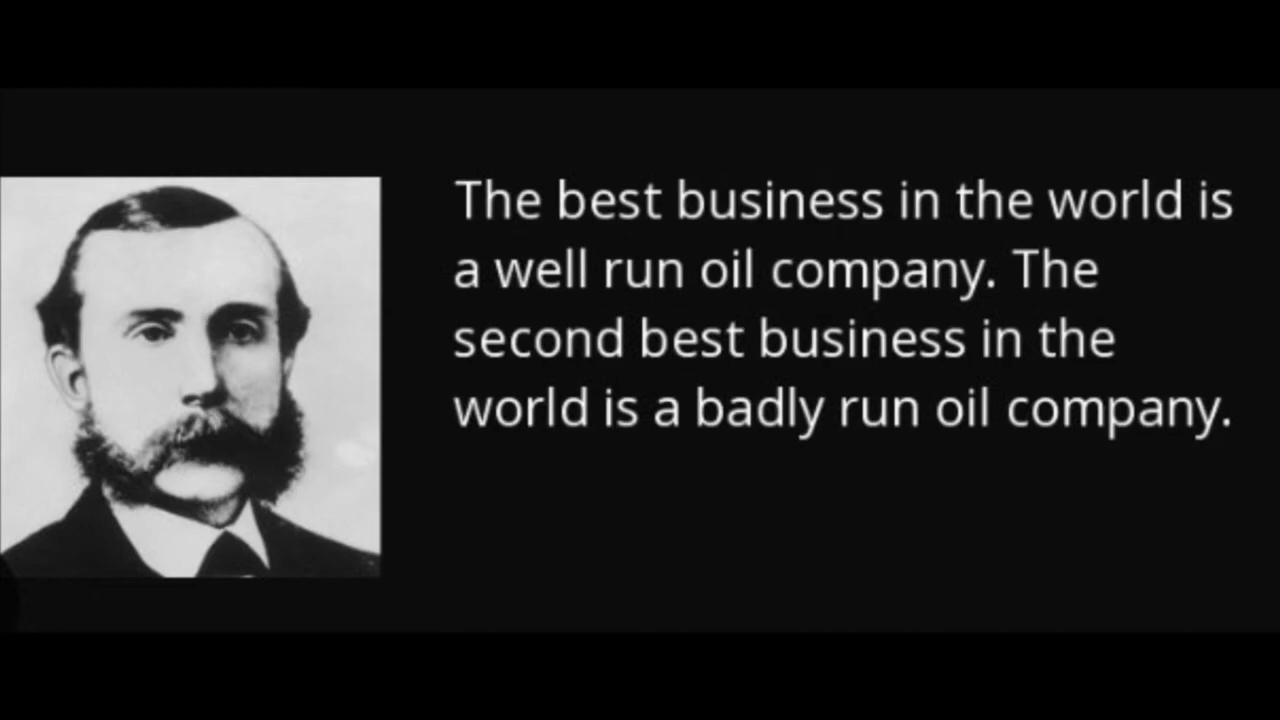 The best business in the world is
a well run oil company. The
second best business in the
world is a badly run oil company.